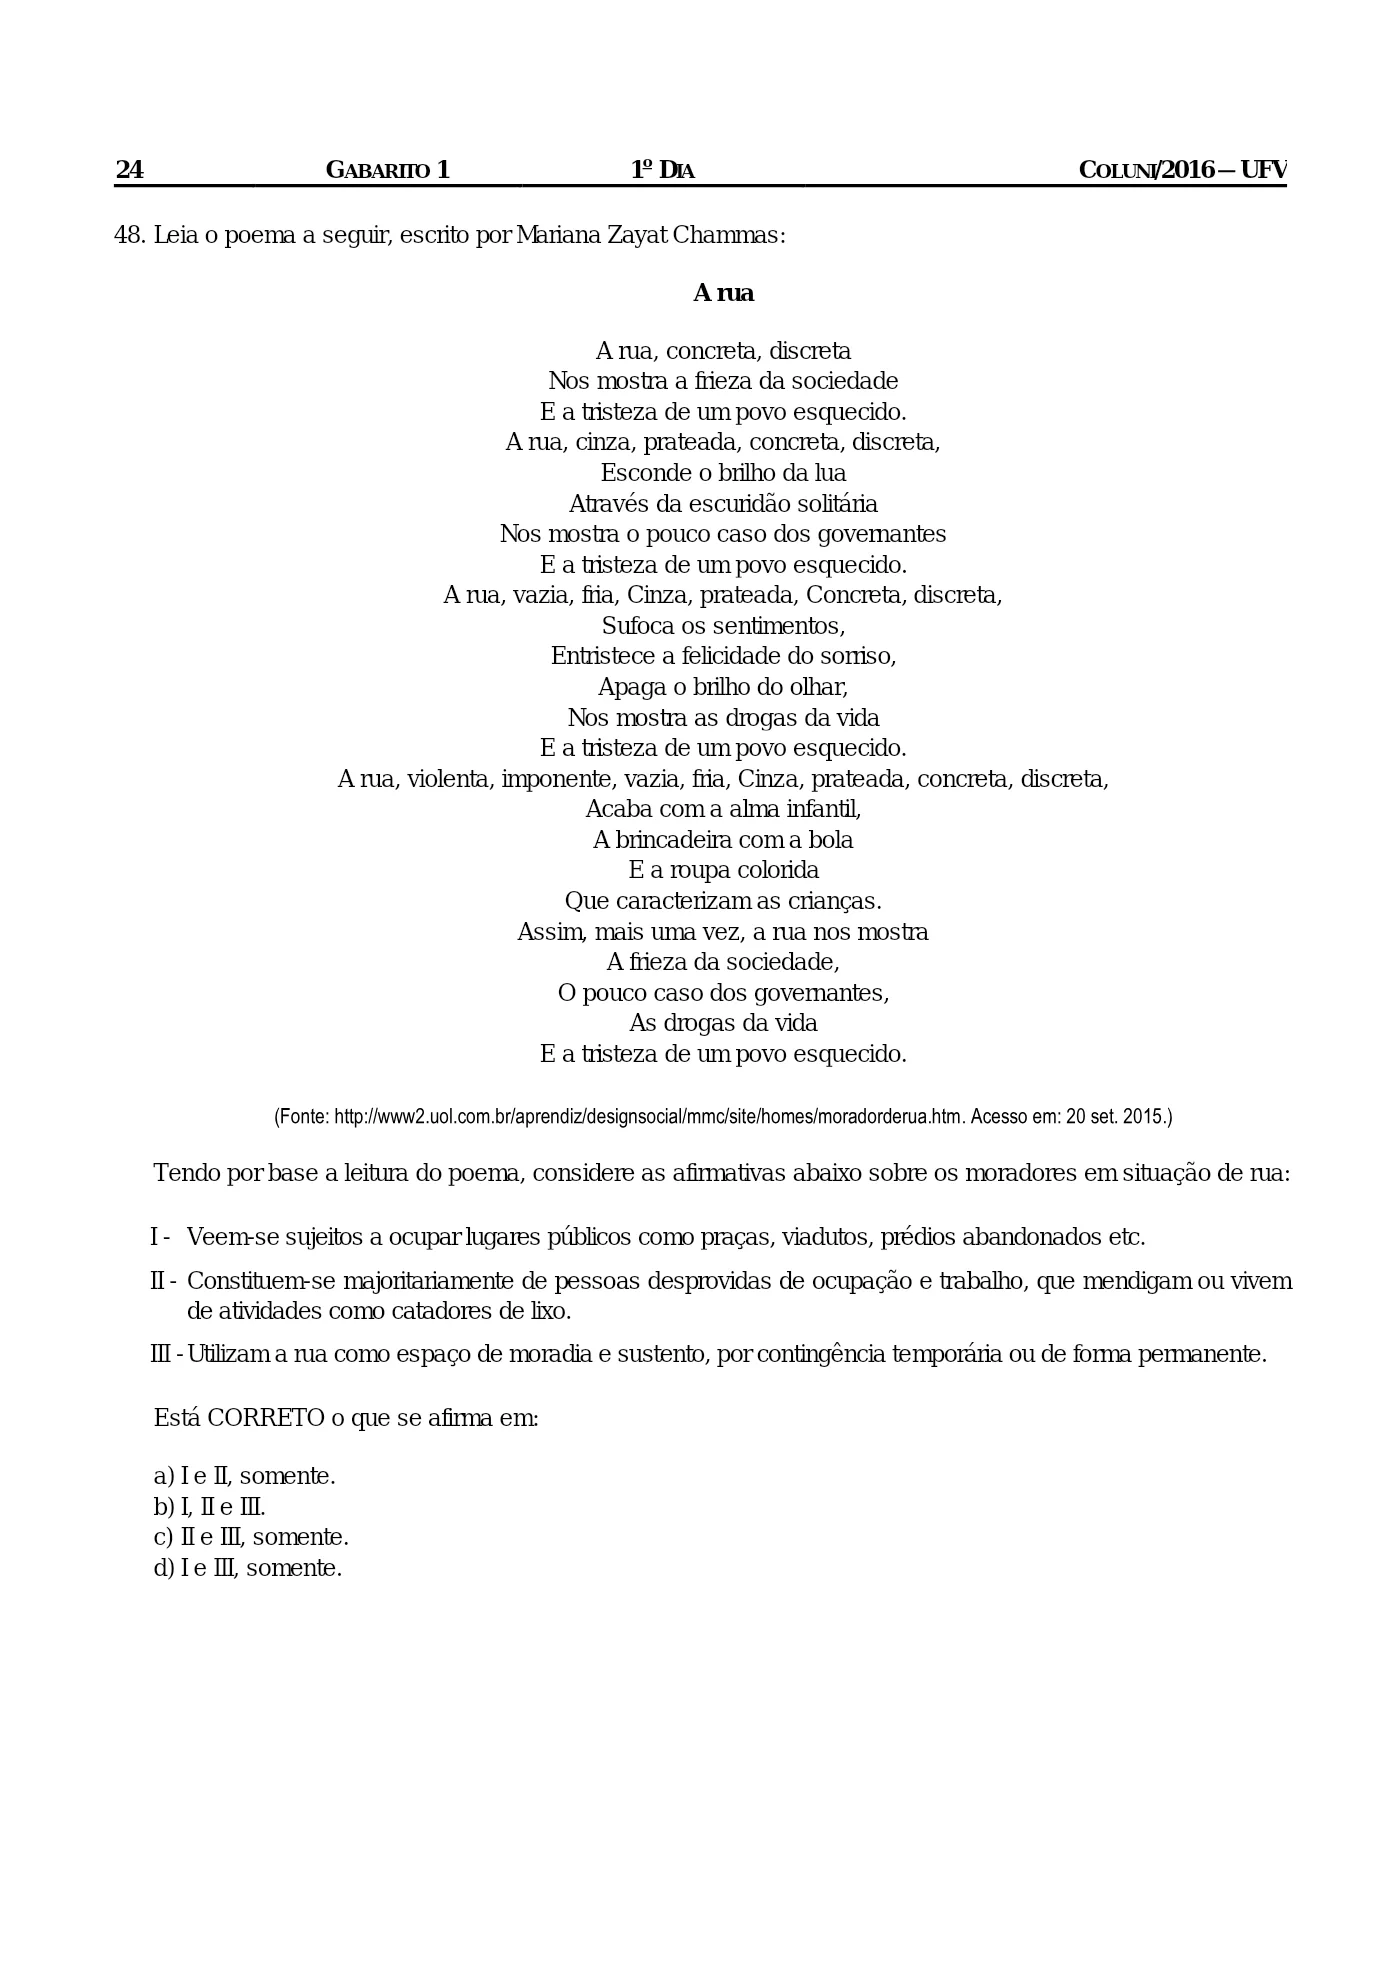 24 GABARITO 1 1º DIA COLUNI/2016 — UFV
48. Leia o poema a seguir, escrito por Mariana Zayat Chammas:
A rua
A rua, concreta, discreta
Nos mostra a frieza da sociedade
E a tristeza de um povo esquecido.
A rua, cinza, prateada, concreta, discreta,
Esconde o brilho da lua
Através da escuridão solitária
Nos mostra o pouco caso dos governantes
E a tristeza de um povo esquecido.
A rua, vazia, fria, Cinza, prateada, Concreta, discreta,
Sufoca os sentimentos,
Entristece a felicidade do sorriso,
Apaga o brilho do olhar,
Nos mostra as drogas da vida
E a tristeza de um povo esquecido.
A rua, violenta, imponente, vazia, fria, Cinza, prateada, concreta, discreta,
Acaba com a alma infantil,
A brincadeira com a bola
E a roupa colorida
Que caracterizam as crianças.
Assim, mais uma vez, a rua nos mostra
A frieza da sociedade,
O pouco caso dos governantes,
As drogas da vida
E a tristeza de um povo esquecido.
(Fonte: http://www2.uol.com.br/aprendiz/designsocial/mmc/site/homes/moradorderua.htm. Acesso em: 20 set. 2015.)
Tendo por base a leitura do poema, considere as afirmativas abaixo sobre os moradores em situação de rua:
I - Veem-se sujeitos a ocupar lugares públicos como praças, viadutos, prédios abandonados etc.
II - Constituem-se majoritariamente de pessoas desprovidas de ocupação e trabalho, que mendigam ou vivem
de atividades como catadores de lixo.
III - Utilizam a rua como espaço de moradia e sustento, por contingência temporária ou de forma permanente.
Está CORRETO o que se afirma em:
a) I e II, somente.
b) I, II e III.
c) II e III, somente.
d) I e III, somente.